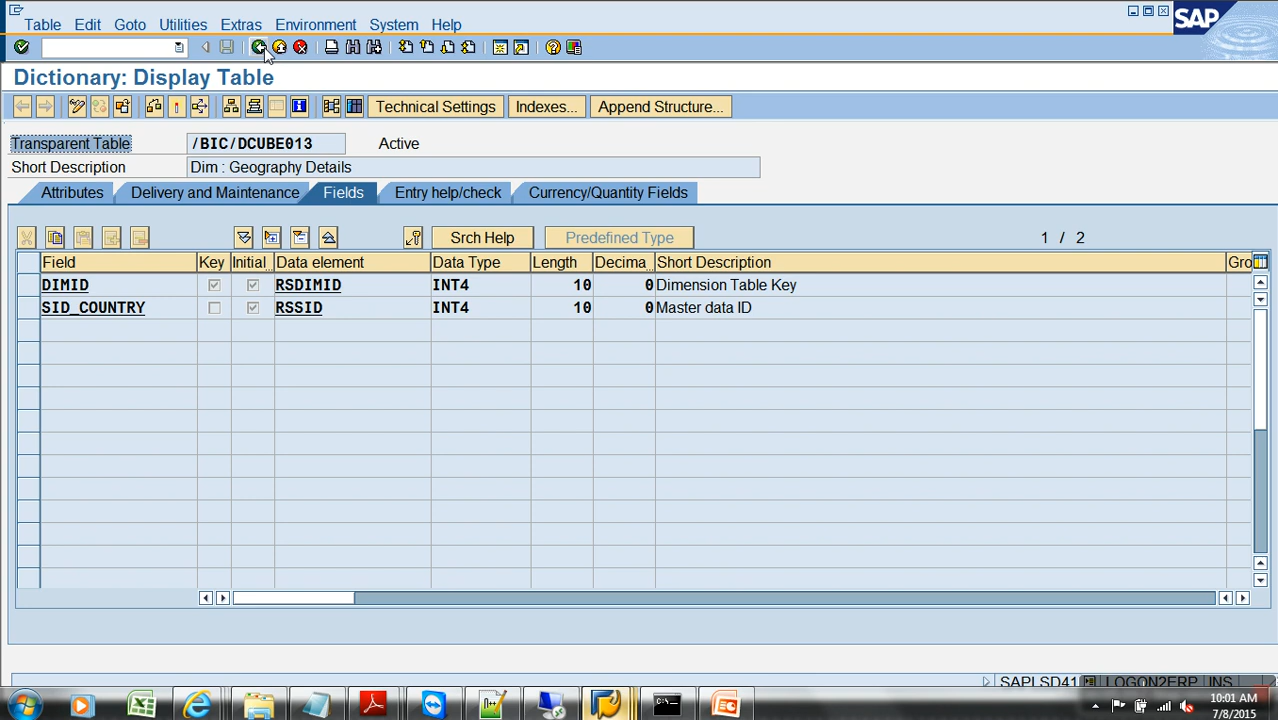 Table Edit Goto Utilities Extras Environment System Help
SAP
Dictionary: Display Table
Technical Settings Indexes... Append Structure...
Transparent Table /BIC/DCUBE013 Active
Short Description Dim : Geography Details
Attributes Delivery and Maintenance Fields Entry help/check Currency/Quantity Fields
Srch Help Predefined Type 1 / 2
Field Key Initial Data element Data Type Length Decima... Short Description Gro
DIMID RSDIMID INT4 10 0 Dimension Table Key
SID_COUNTRY RSSID INT4 10 0 Master data ID
SAPLSD41 LOGON2ERP INS
10:01 AM
7/8/2015